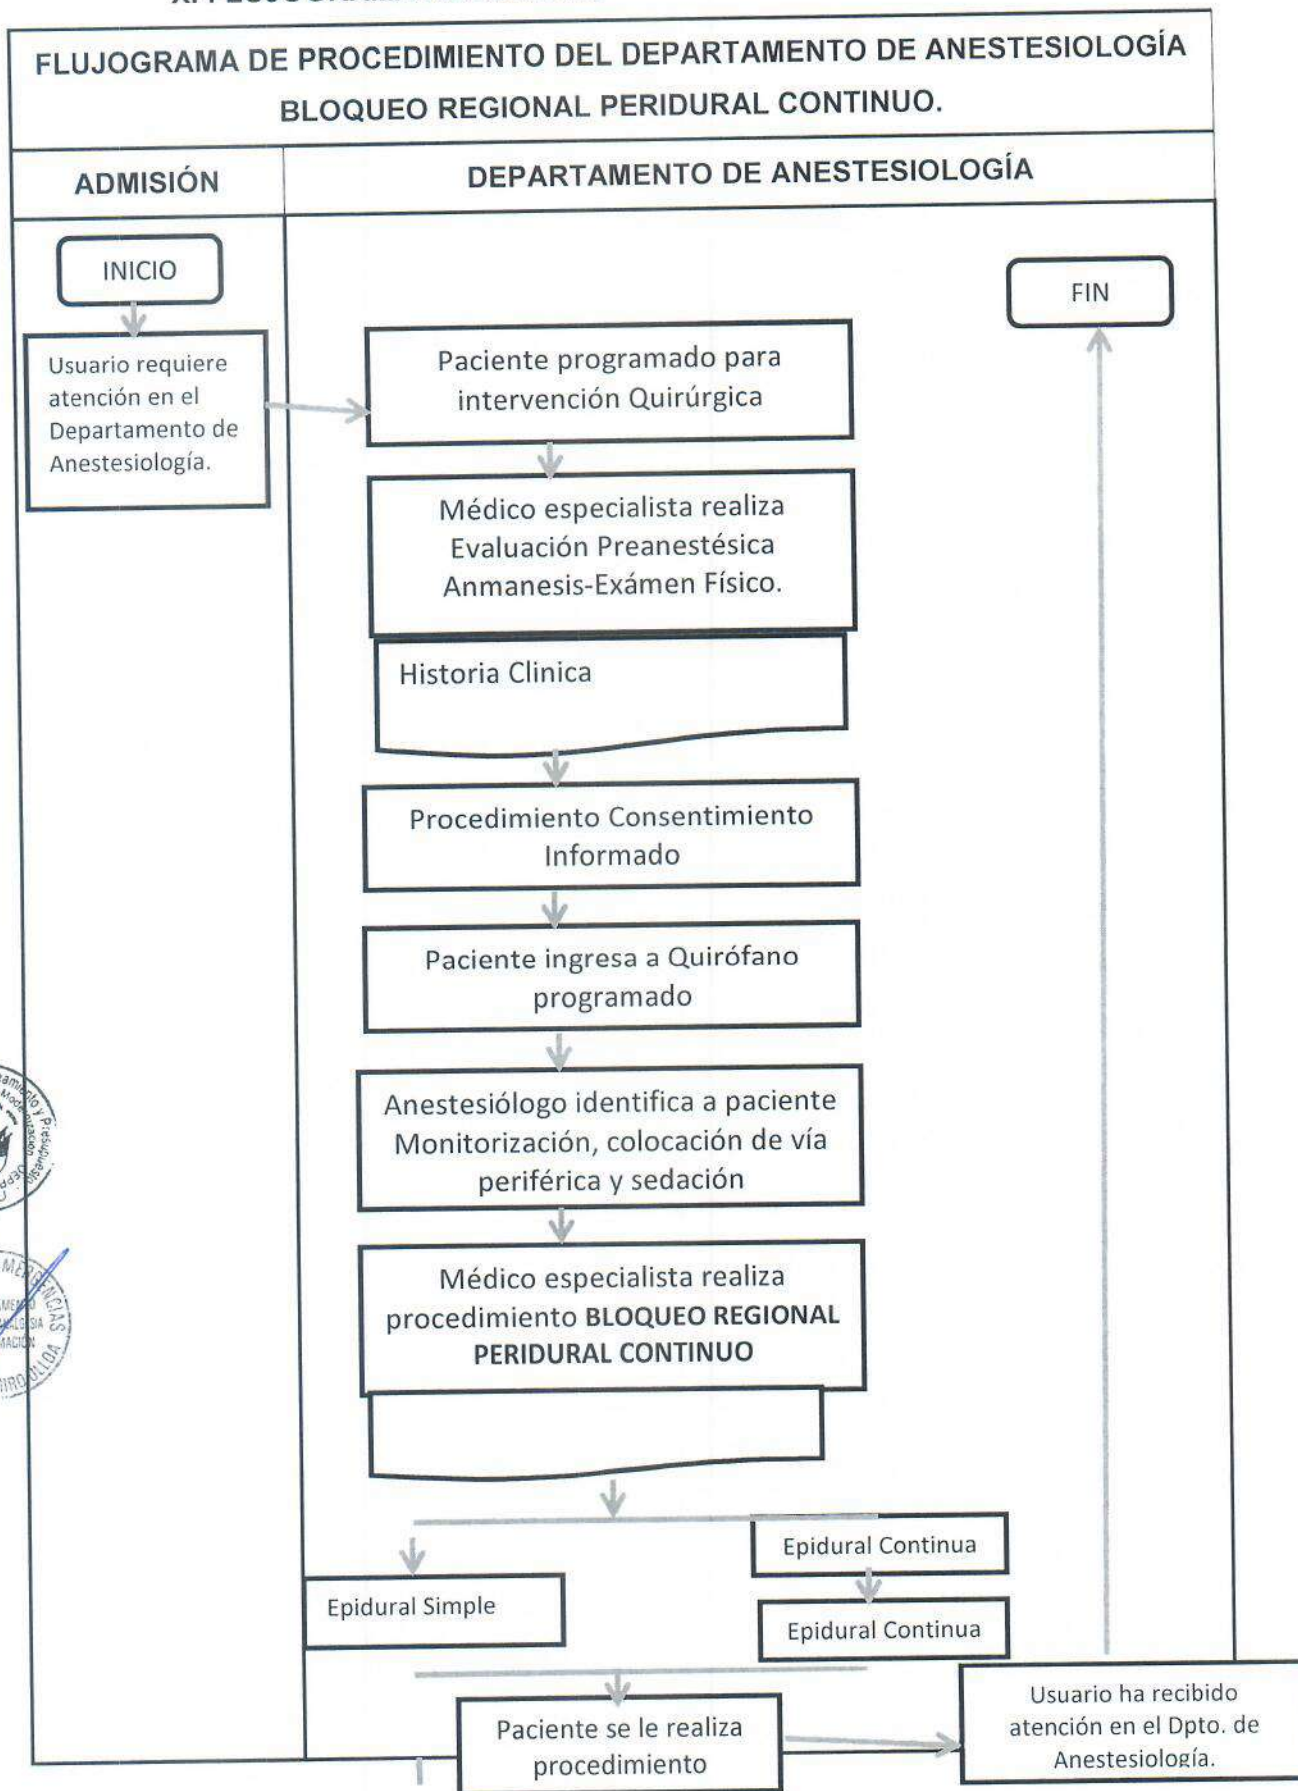 FLUJOGRAMA DE PROCEDIMIENTO DEL DEPARTAMENTO DE ANESTESIOLOGÍA
BLOQUEO REGIONAL PERIDURAL CONTINUO.
ADMISIÓN
DEPARTAMENTO DE ANESTESIOLOGÍA
INICIO
FIN
Usuario requiere
atención en el
Departamento de
Anestesiología.
Paciente programado para
intervención Quirúrgica
Médico especialista realiza
Evaluación Preanestésica
Anmanesis-Exámen Físico.
Historia Clinica
Procedimiento Consentimiento
Informado
Paciente ingresa a Quirófano
programado
Anestesiólogo identifica a paciente
Monitorización, colocación de vía
periférica y sedación
Médico especialista realiza
procedimiento BLOQUEO REGIONAL
PERIDURAL CONTINUO
Epidural Continua
Epidural Simple
Epidural Continua
Paciente se le realiza
procedimiento
Usuario ha recibido
atención en el Dpto. de
Anestesiología.